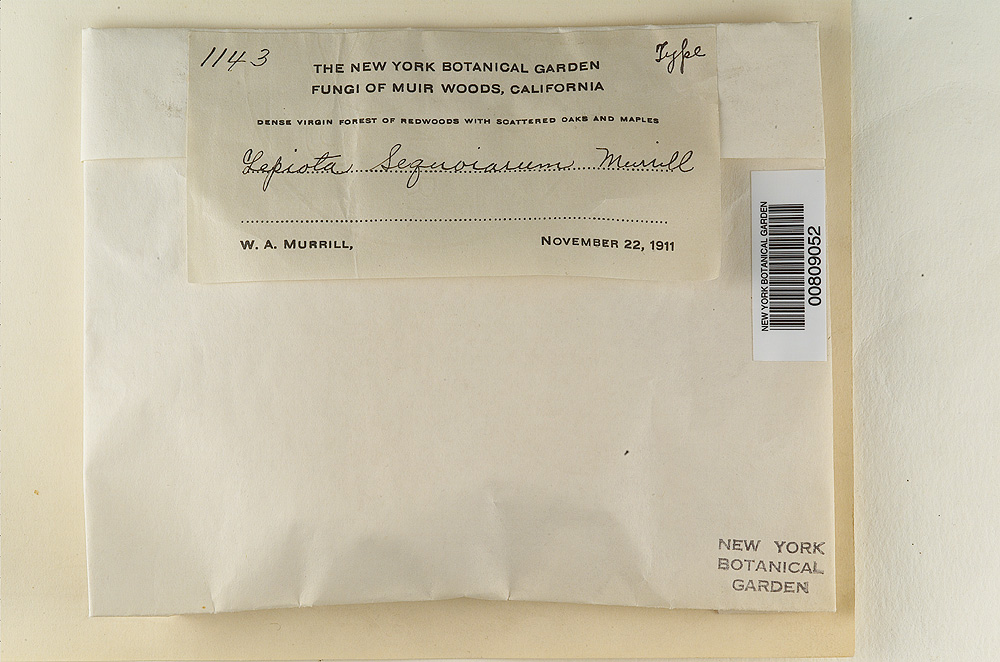 1143
Type
THE NEW YORK BOTANICAL GARDEN
FUNGI OF MUIR WOODS, CALIFORNIA
DENSE VIRGIN FOREST OF REDWOODS WITH SCATTERED OAKS AND MAPLES
Lepiota Sequoiarum Murrill
W. A. MURRILL,
NOVEMBER 22, 1911
NEW YORK BOTANICAL GARDEN
00809052
NEW YORK
BOTANICAL
GARDEN